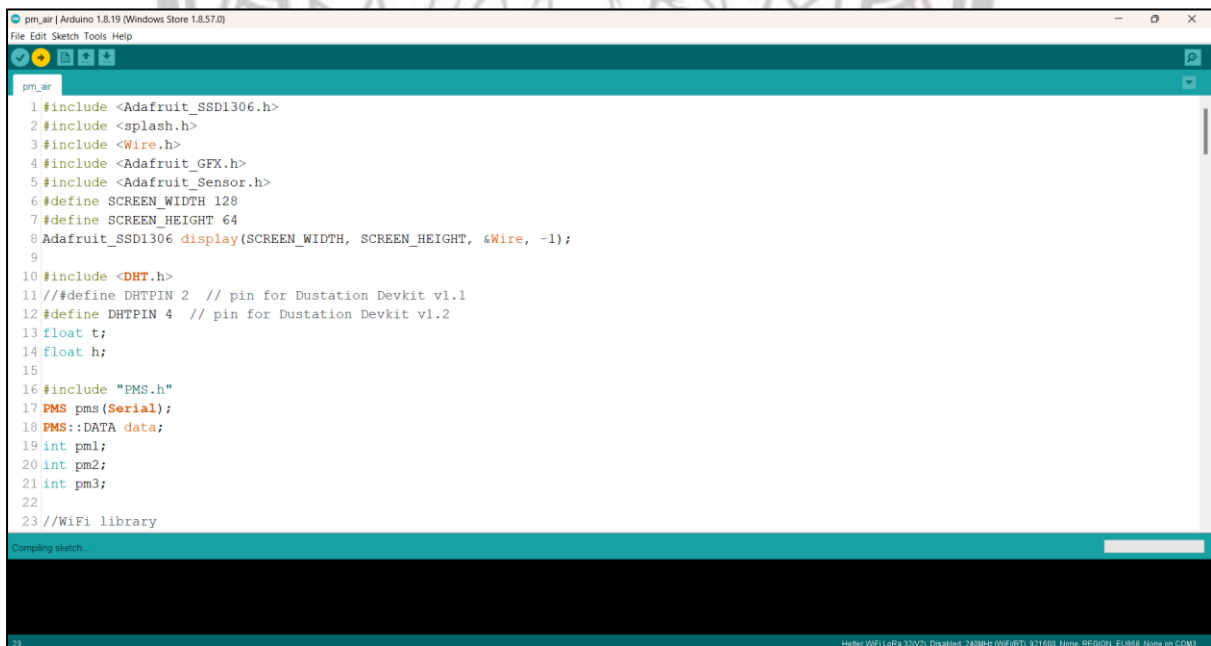 pm_air | Arduino 1.8.19 (Windows Store 1.8.57.0)
File Edit Sketch Tools Help
pm_air
1 #include <Adafruit_SSD1306.h>
2 #include <splash.h>
3 #include <Wire.h>
4 #include <Adafruit_GFX.h>
5 #include <Adafruit_Sensor.h>
6 #define SCREEN_WIDTH 128
7 #define SCREEN_HEIGHT 64
8 Adafruit_SSD1306 display(SCREEN_WIDTH, SCREEN_HEIGHT, &Wire, -1);
9
10 #include <DHT.h>
11 //#define DHTPIN 2  // pin for Dustation Devkit v1.1
12 #define DHTPIN 4  // pin for Dustation Devkit v1.2
13 float t;
14 float h;
15
16 #include "PMS.h"
17 PMS pms(Serial);
18 PMS::DATA data;
19 int pm1;
20 int pm2;
21 int pm3;
22
23 //WiFi library
Compiling sketch...
23 Heltec WiFi LoRa 32(V2), Disabled, 240MHz (WiFi/BT), 921600, None, REGION_EU868, None on COM3